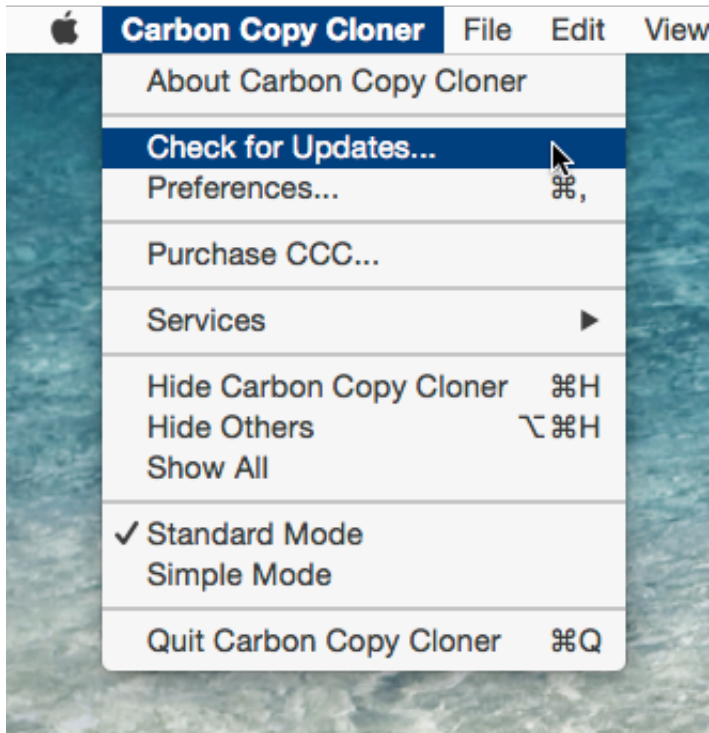 Carbon Copy Cloner File Edit View
About Carbon Copy Cloner
Check for Updates...
Preferences... ⌘,
Purchase CCC...
Services ▶
Hide Carbon Copy Cloner ⌘H
Hide Others ⌥⌘H
Show All
✓ Standard Mode
Simple Mode
Quit Carbon Copy Cloner ⌘Q